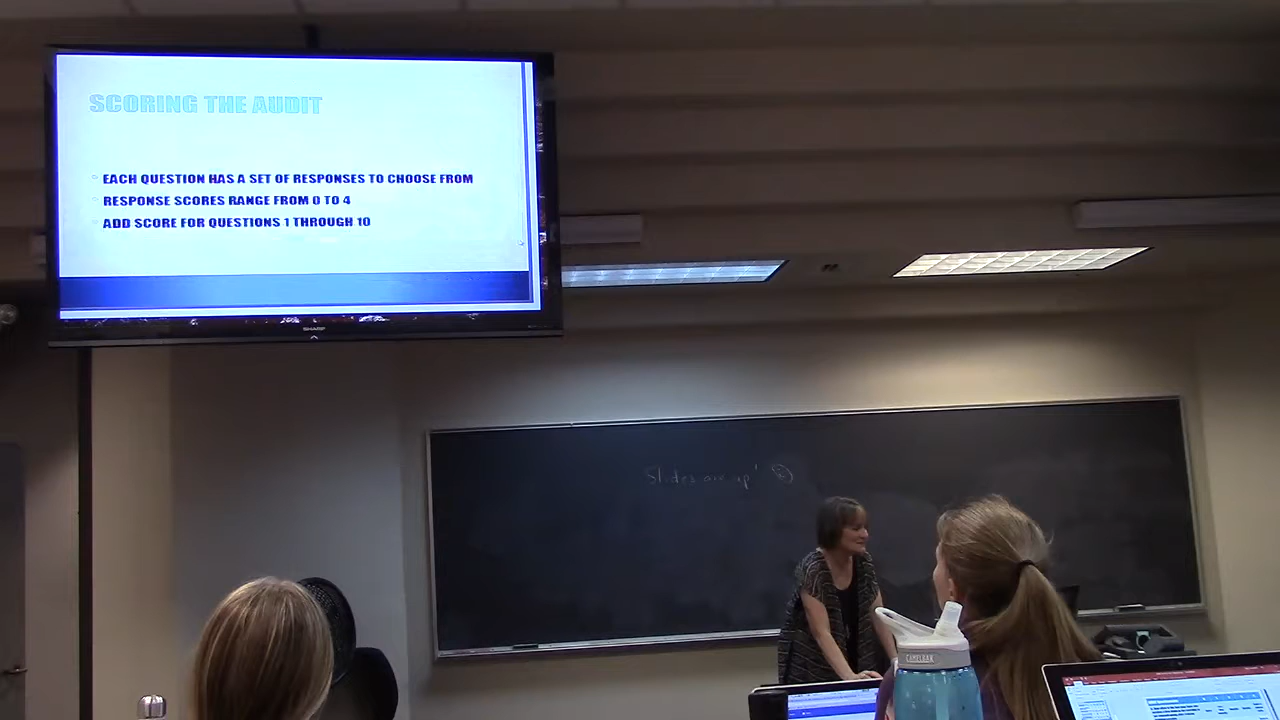 SCORING THE AUDIT
EACH QUESTION HAS A SET OF RESPONSES TO CHOOSE FROM
RESPONSE SCORES RANGE FROM 0 TO 4
ADD SCORE FOR QUESTIONS 1 THROUGH 10
SHARP
Slides are up!
CAMELBAK